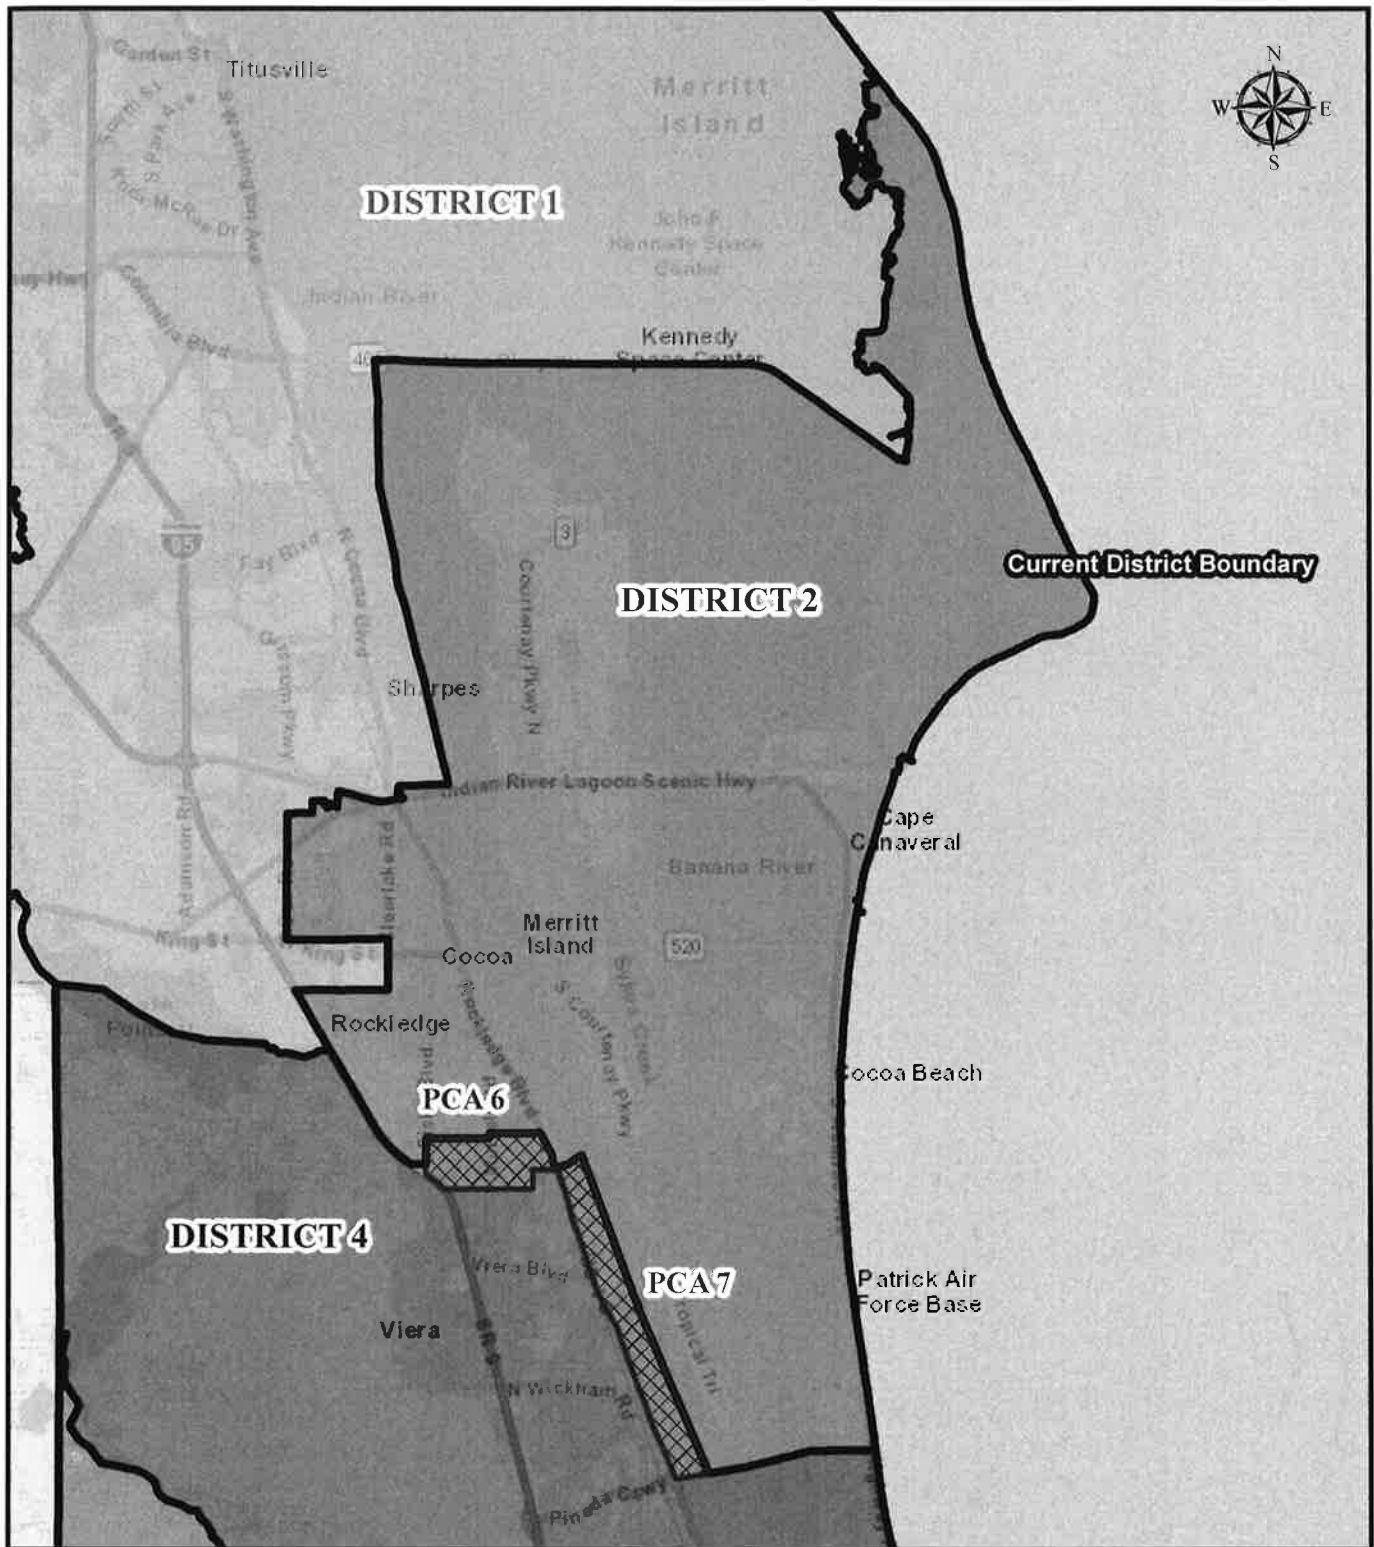 Garden St
Titusville
Merritt
Island
N
W E
S
South St
S Park Ave
S Washington Ave
Knox McRae Dr
DISTRICT 1
John F
Kennedy Space
Center
Columbia Blvd
Indian River
Kennedy
Space Center
3
95
Fay Blvd
N Cocoa Blvd
Courtenay Pkwy N
Current District Boundary
DISTRICT 2
Grissom Pkwy
Sharpes
Indian River Lagoon Scenic Hwy
Adamson Rd
Clearlake Rd
Cape
Canaveral
Banana River
King St
King St
Cocoa
Merritt
Island
520
Sykes Creek
S Courtenay Pkwy
Rockledge Blvd
Rockledge
Cocoa Beach
PCA 6
DISTRICT 4
Viera Blvd
PCA 7
Patrick Air
Force Base
Tropical Trl
Viera
SR 9
N Wickham Rd
Pineda Cswy